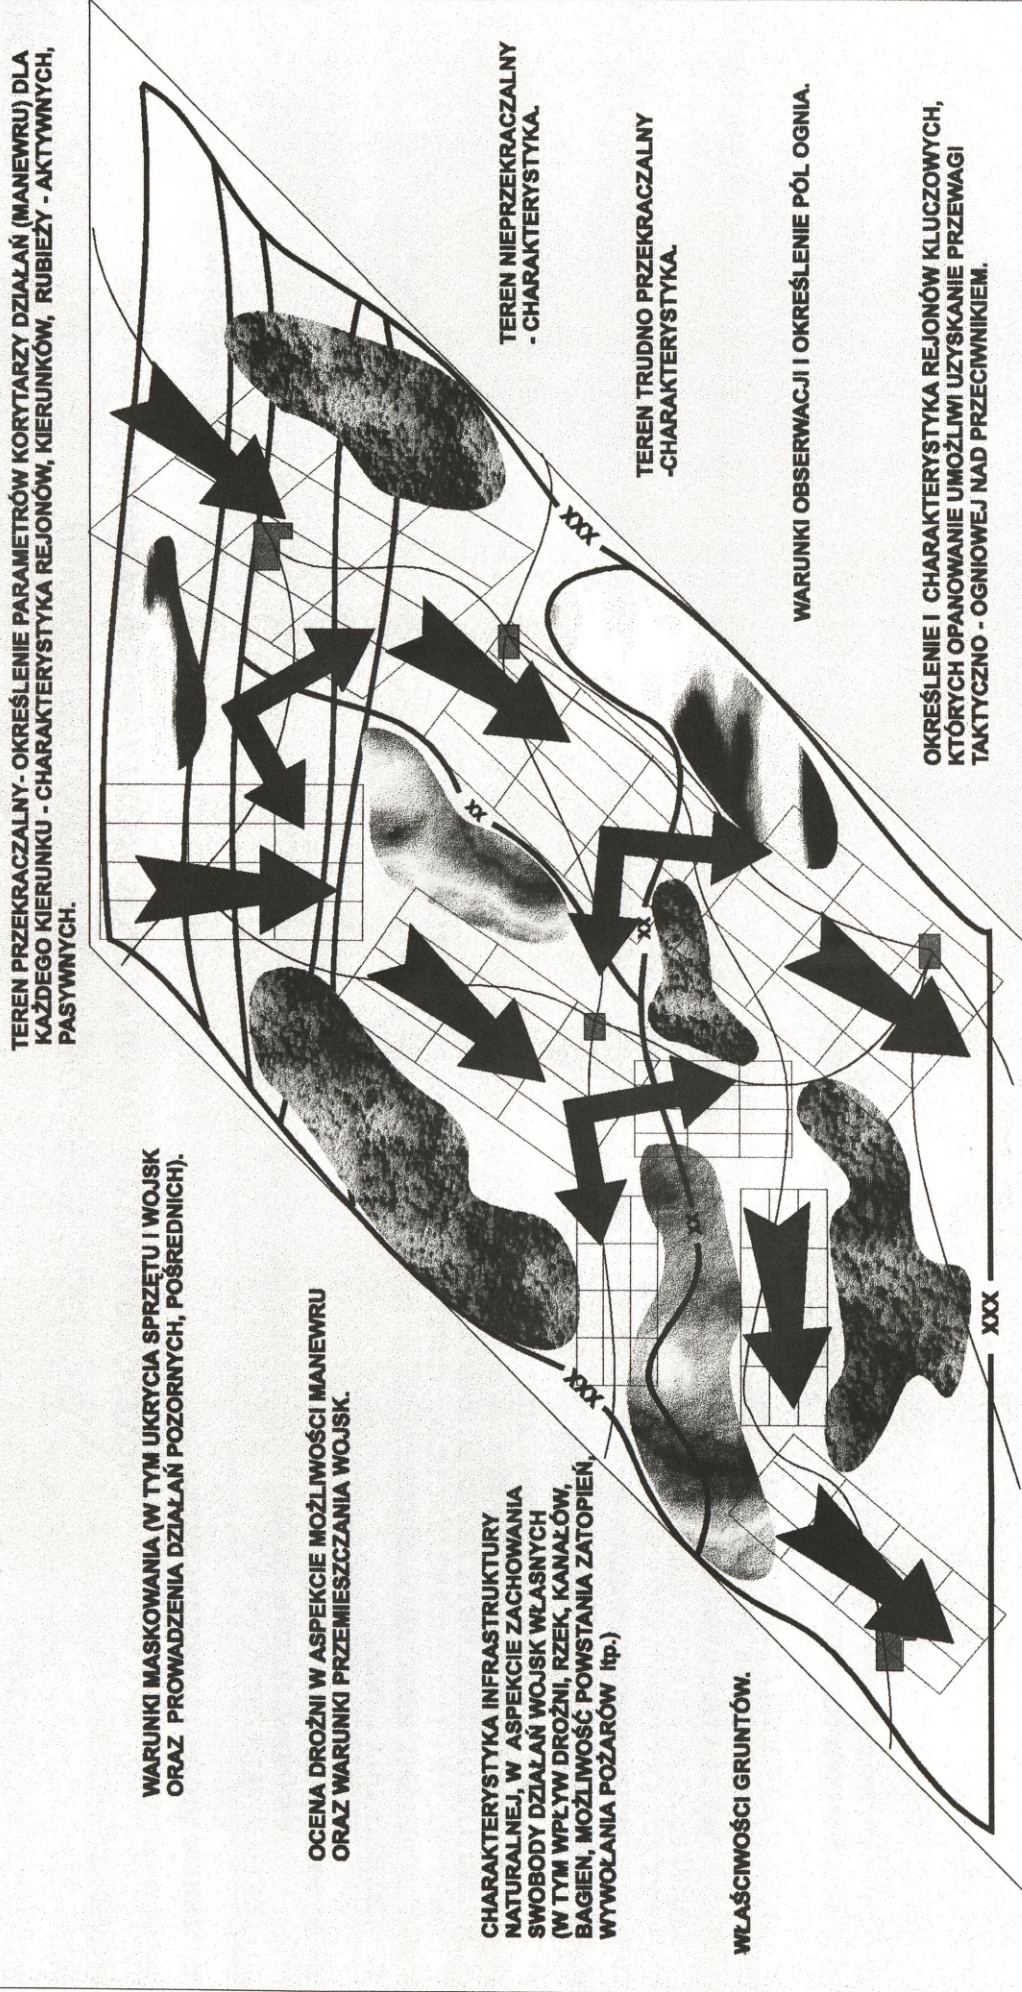 TEREN PRZEKRACZALNY - OKREŚLENIE PARAMETRÓW KORYTARZY DZIAŁAŃ (MANEWRU) DLA
KAŻDEGO KIERUNKU - CHARAKTERYSTYKA REJONÓW, KIERUNKÓW, RUBIEŻY - AKTYWNYCH,
PASYWNYCH.
WARUNKI MASKOWANIA (W TYM UKRYCIA SPRZĘTU I WOJSK
ORAZ PROWADZENIA DZIAŁAŃ POZORNYCH, POŚREDNICH).
OCENA DROŻNI W ASPEKCIE MOŻLIWOŚCI MANEWRU
ORAZ WARUNKI PRZEMIESZCZANIA WOJSK.
CHARAKTERYSTYKA INFRASTRUKTURY
NATURALNEJ, W ASPEKCIE ZACHOWANIA
SWOBODY DZIAŁAŃ WOJSK WŁASNYCH
(W TYM WPŁYW DROŻNI, RZEK, KANAŁÓW,
BAGIEN, MOŻLIWOŚĆ POWSTANIA ZATOPIEŃ,
WYWOŁANIA POŻARÓW itp.)
WŁAŚCIWOŚCI GRUNTÓW.
TEREN NIEPRZEKRACZALNY
- CHARAKTERYSTYKA.
TEREN TRUDNO PRZEKRACZALNY
-CHARAKTERYSTYKA.
WARUNKI OBSERWACJI I OKREŚLENIE PÓL OGNIA.
OKREŚLENIE I CHARAKTERYSTYKA REJONÓW KLUCZOWYCH,
KTÓRYCH OPANOWANIE UMOŻLIWI UZYSKANIE PRZEWAGI
TAKTYCZNO - OGNIOWEJ NAD PRZECIWNIKIEM.
XXX
XX
XX
XX
XXX
XXX